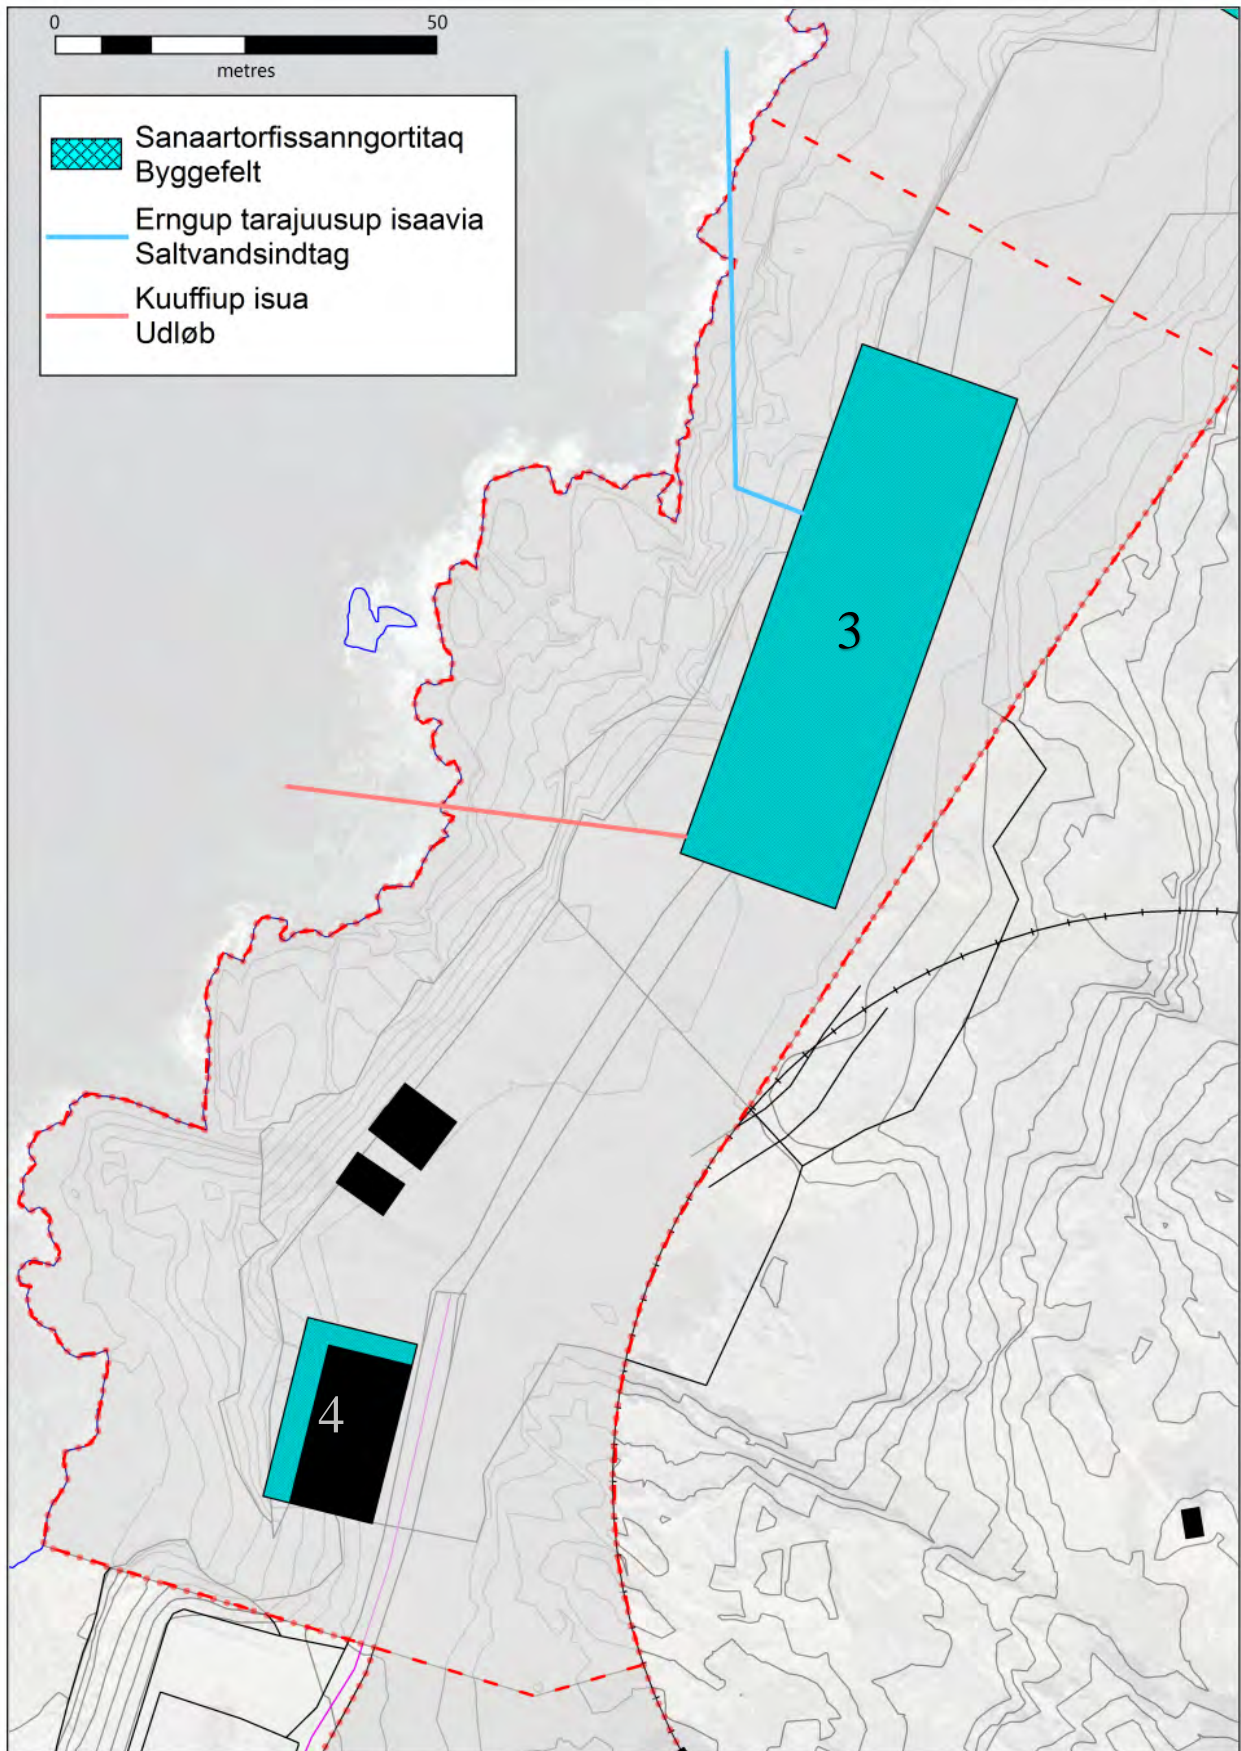 0 50
metres
Sanaartorfissanngortitaq
Byggefelt
Erngup tarajuusup isaavia
Saltvandsindtag
Kuuffiup isua
Udløb
3
4